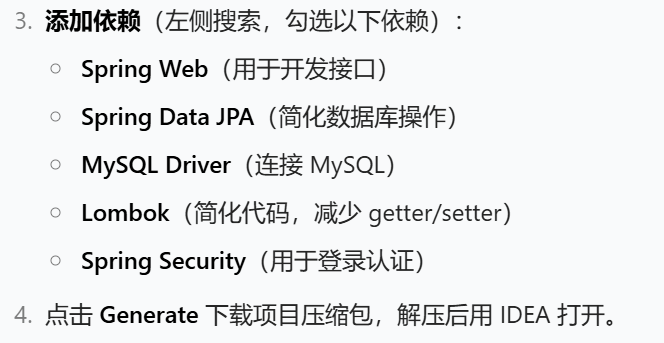 3. 添加依赖（左侧搜索，勾选以下依赖）：
○ Spring Web（用于开发接口）
○ Spring Data JPA（简化数据库操作）
○ MySQL Driver（连接 MySQL）
○ Lombok（简化代码，减少 getter/setter）
○ Spring Security（用于登录认证）
4. 点击 Generate 下载项目压缩包，解压后用 IDEA 打开。